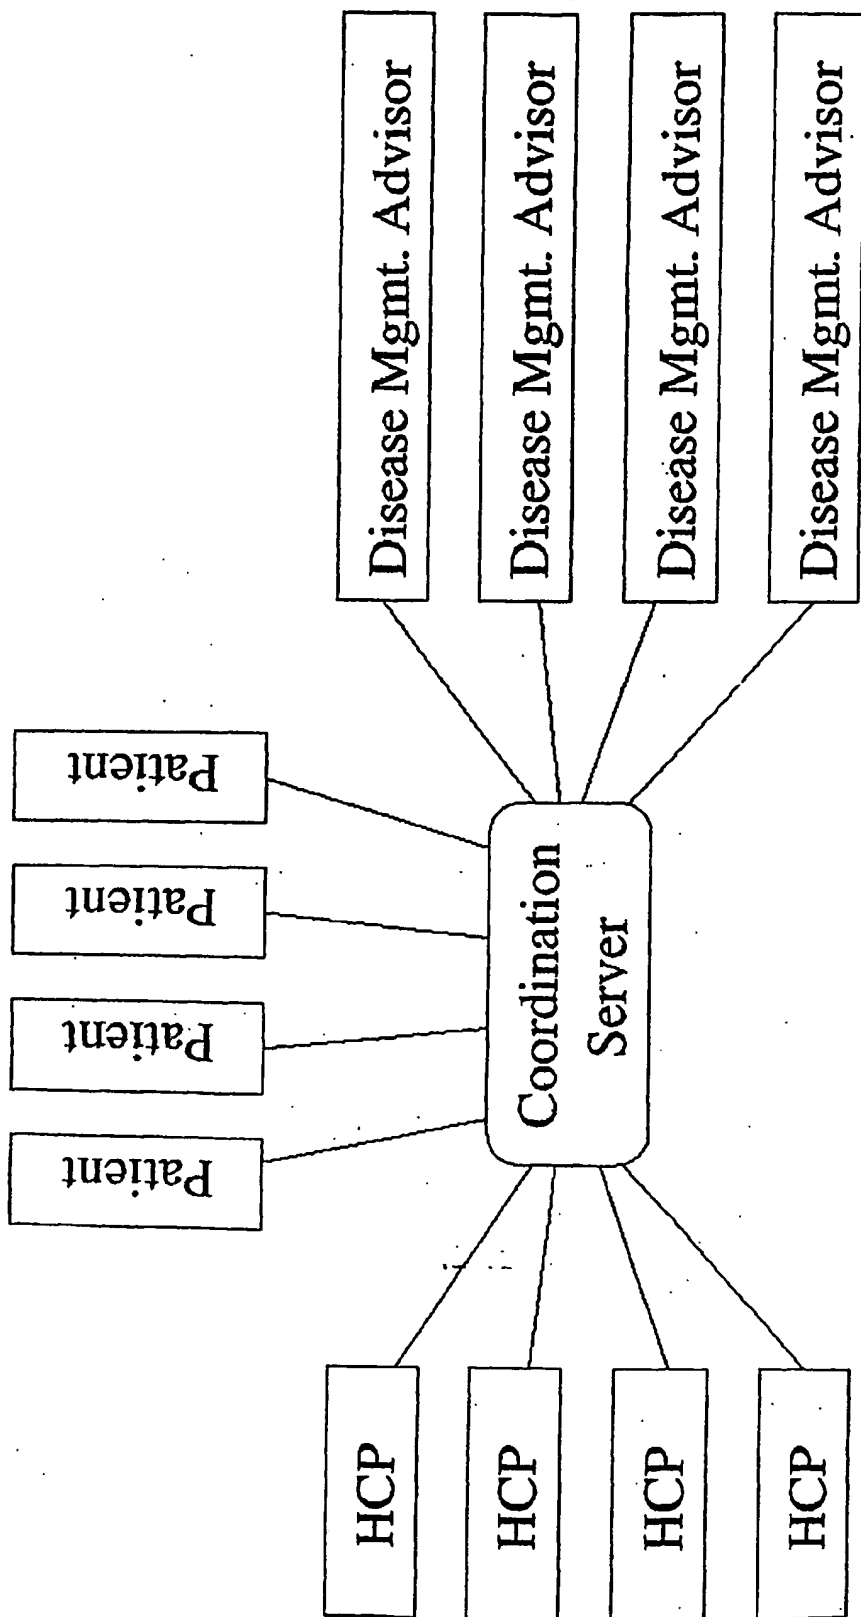 Patient
Patient
Patient
Patient
HCP
HCP
HCP
HCP
Coordination
Server
Disease Mgmt. Advisor
Disease Mgmt. Advisor
Disease Mgmt. Advisor
Disease Mgmt. Advisor